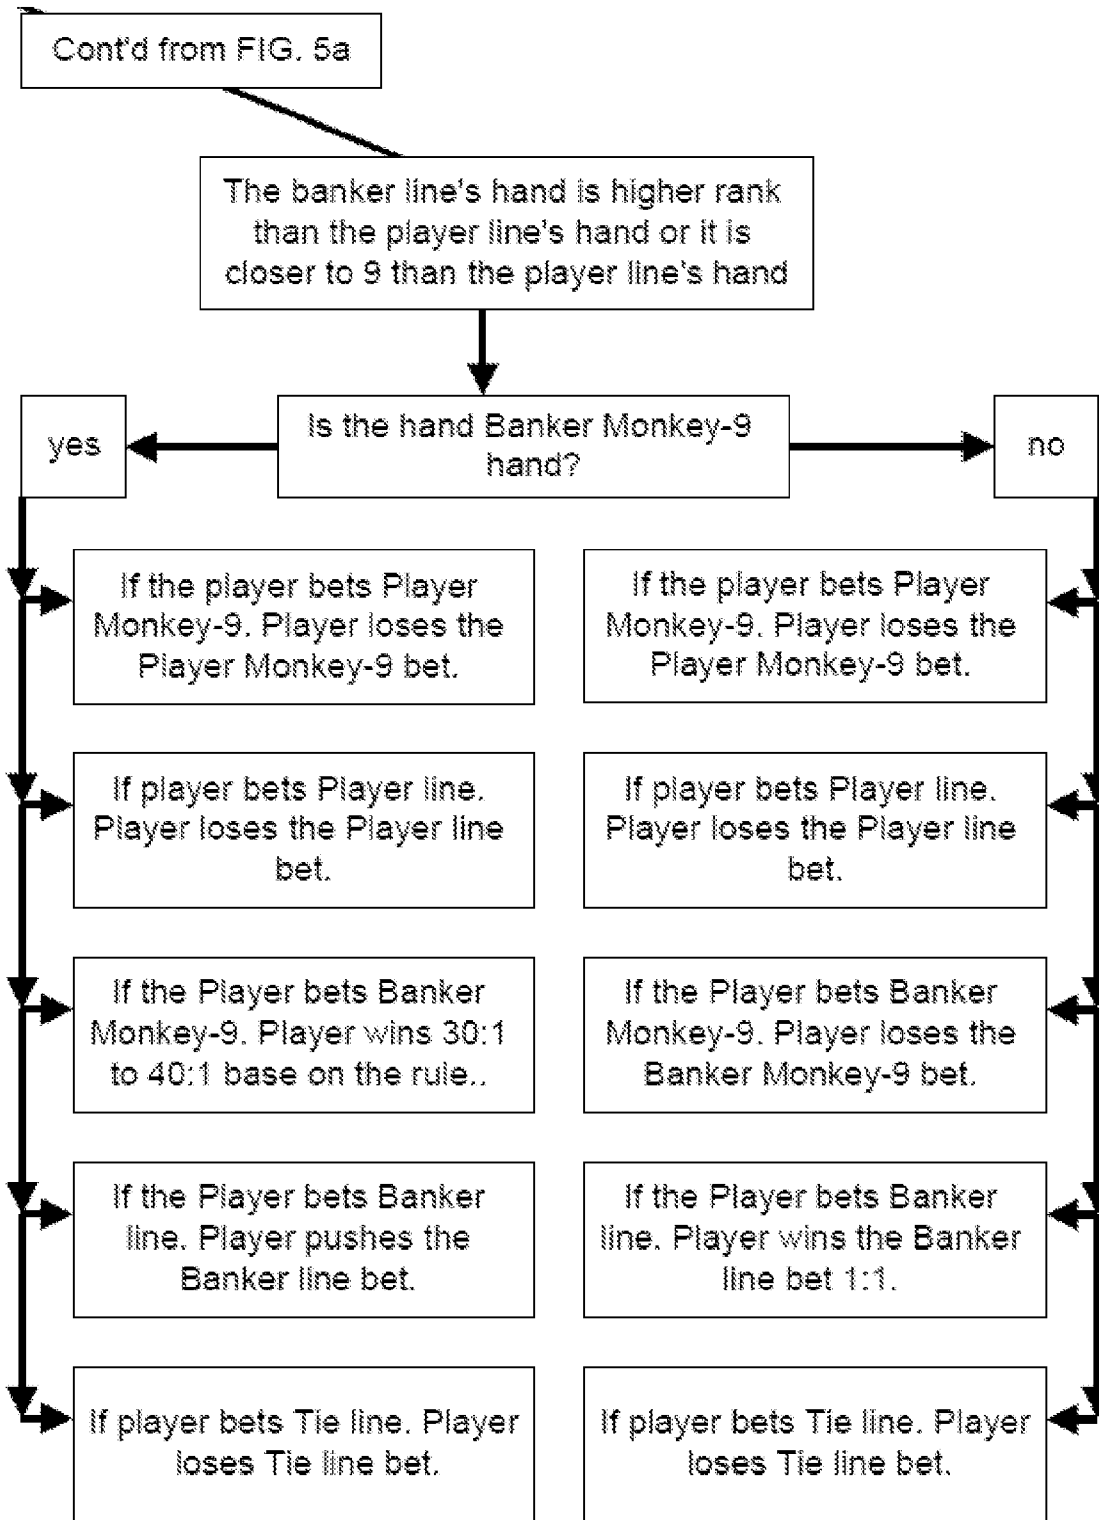 Cont'd from FIG. 5a
The banker line's hand is higher rank
than the player line's hand or it is
closer to 9 than the player line's hand
yes
Is the hand Banker Monkey-9
hand?
no
If the player bets Player
Monkey-9. Player loses the
Player Monkey-9 bet.
If the player bets Player
Monkey-9. Player loses the
Player Monkey-9 bet.
If player bets Player line.
Player loses the Player line
bet.
If player bets Player line.
Player loses the Player line
bet.
If the Player bets Banker
Monkey-9. Player wins 30:1
to 40:1 base on the rule..
If the Player bets Banker
Monkey-9. Player loses the
Banker Monkey-9 bet.
If the Player bets Banker
line. Player pushes the
Banker line bet.
If the Player bets Banker
line. Player wins the Banker
line bet 1:1.
If player bets Tie line. Player
loses Tie line bet.
If player bets Tie line. Player
loses Tie line bet.